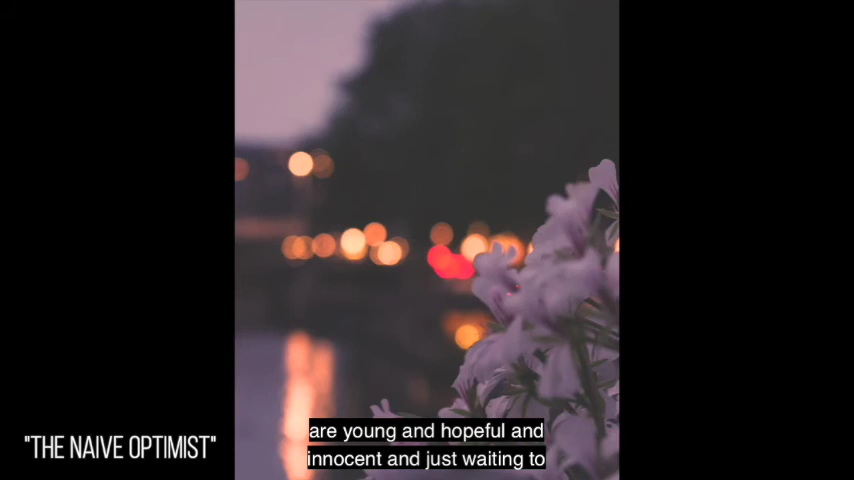 "THE NAIVE OPTIMIST"
are young and hopeful and
innocent and just waiting to